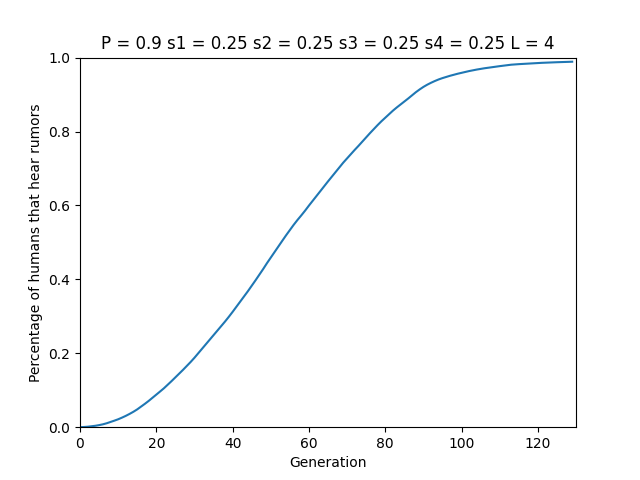 P = 0.9 s1 = 0.25 s2 = 0.25 s3 = 0.25 s4 = 0.25 L = 4
Percentage of humans that hear rumors
1.0
0.8
0.6
0.4
0.2
0.0
0 20 40 60 80 100 120
Generation